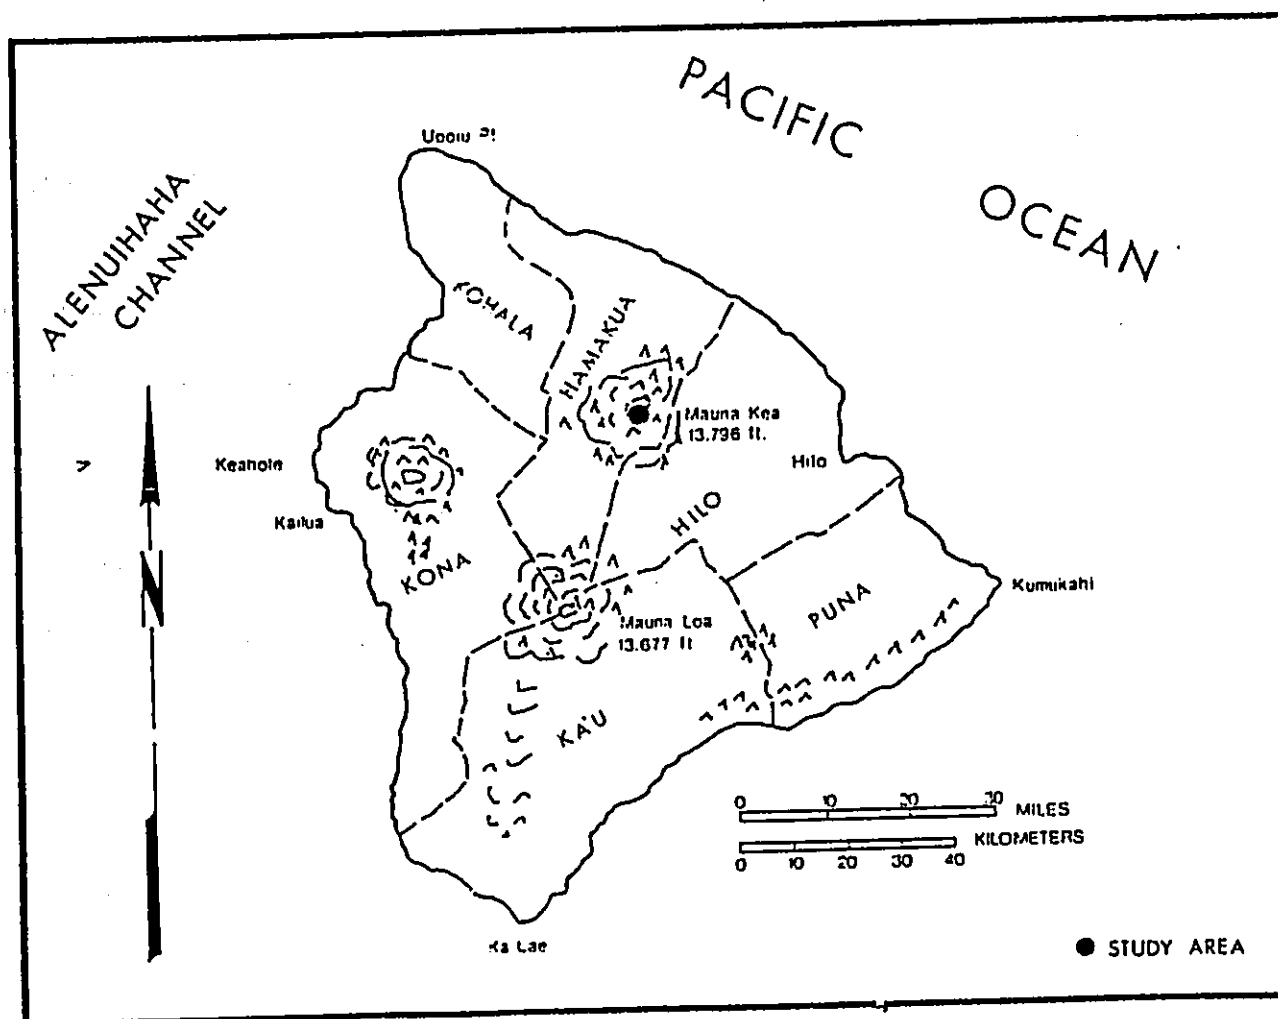 PACIFIC
OCEAN
ALENUIHAHA
CHANNEL
Upolu Pt
KOHALA
HAMAKUA
Mauna Kea
13.796 ft.
Keahole
Hilo
Kailua
HILO
KONA
Kumukahi
PUNA
Mauna Loa
13.677 ft
N
KA'U
0 10 20 30 MILES
KILOMETERS
0 10 20 30 40
Ka Lae
STUDY AREA